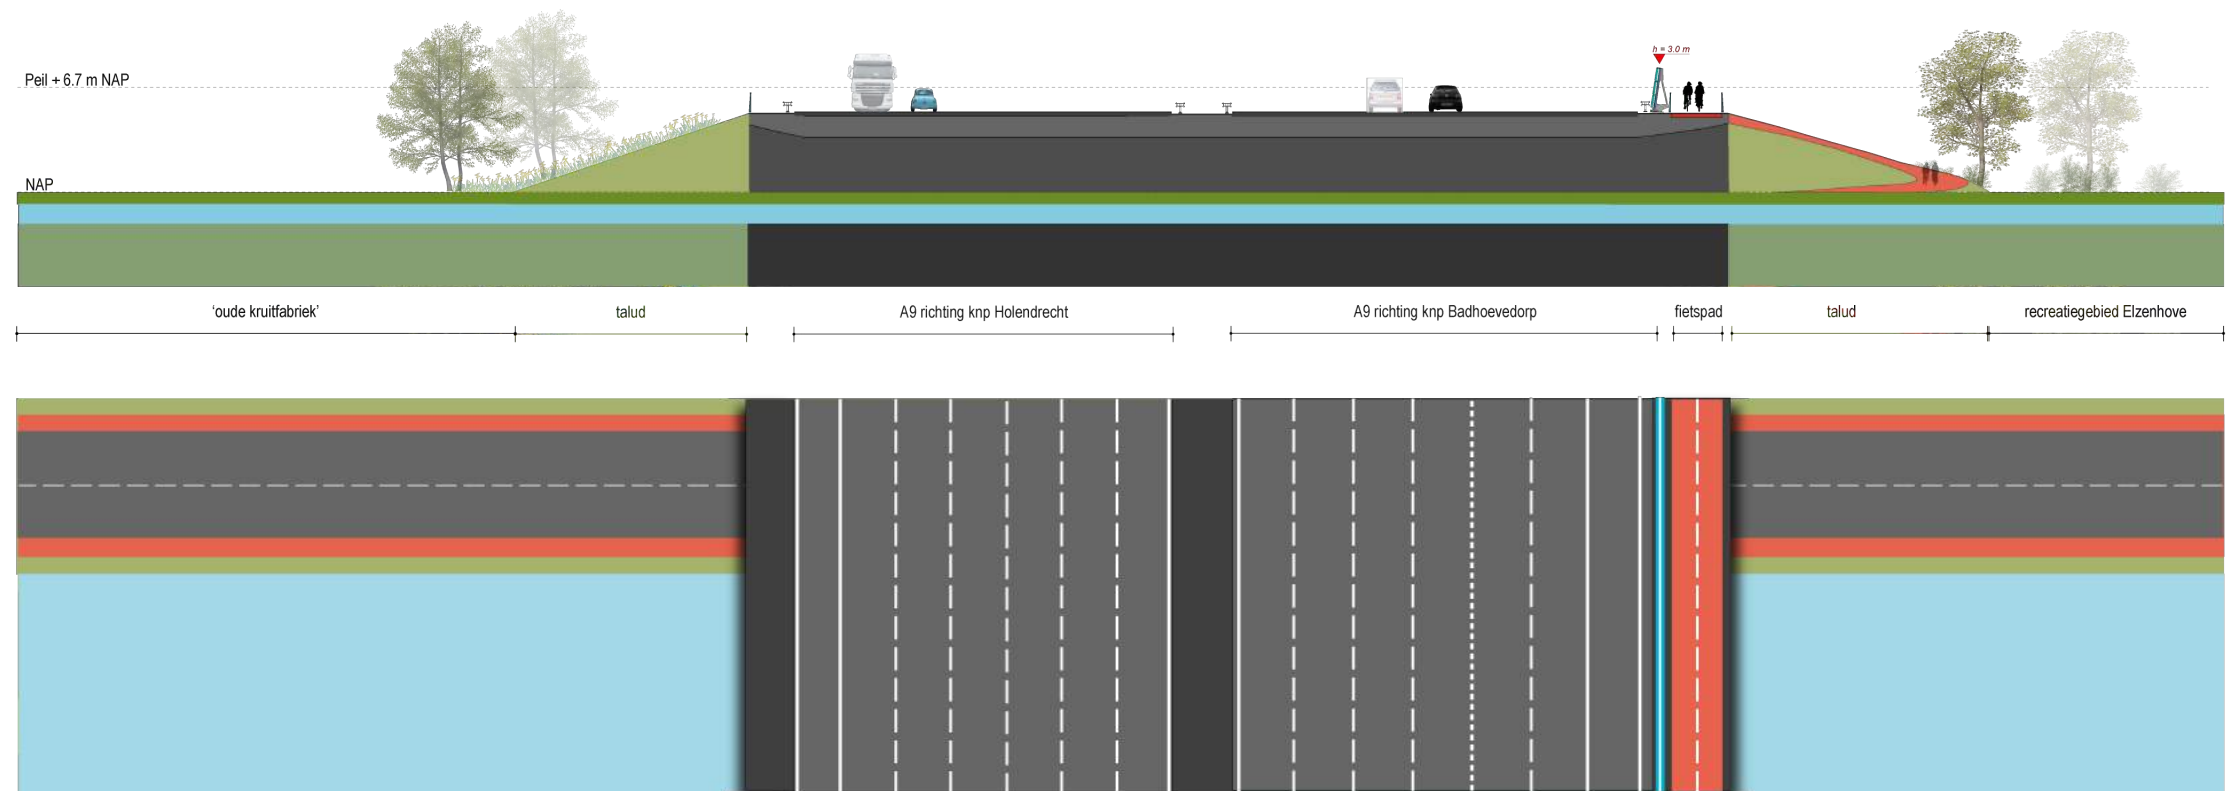 h = 3.0 m
Peil + 6.7 m NAP
NAP
'oude kruitfabriek'
talud
A9 richting knp Holendrecht
A9 richting knp Badhoevedorp
fietspad
talud
recreatiegebied Elzenhove